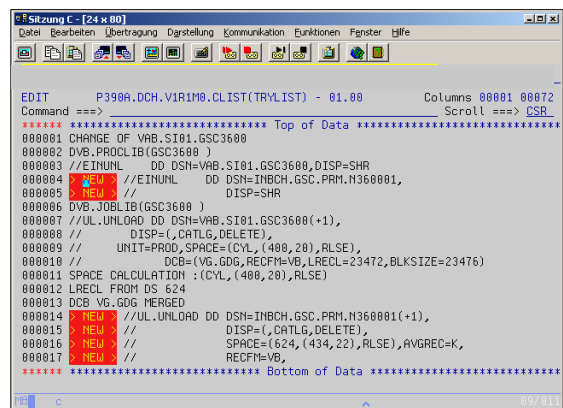 Sitzung C - [24 x 80]
Datei Bearbeiten Übertragung Darstellung Kommunikation Funktionen Fenster Hilfe
EDIT P390A.DCH.V1R1M0.CLIST(TRYLIST) - 01.00 Columns 00001 00072
Command ===> Scroll ===> CSR
****** *************************** Top of Data ****************************
000001 CHANGE OF VAB.SI01.GSC3600
000002 DVB.PROCLIB(GSC3600 )
000003 //EINUNL DD DSN=VAB.SI01.GSC3600,DISP=SHR
000004 > NEW > //EINUNL DD DSN=INBCH.GSC.PRM.N360001,
000005 > NEW > // DISP=SHR
000006 DVB.JOBLIB(GSC3600 )
000007 //UL.UNLOAD DD DSN=VAB.SI01.GSC3600(+1),
000008 // DISP=(,CATLG,DELETE),
000009 // UNIT=PROD,SPACE=(CYL,(400,20),RLSE),
000010 // DCB=(VG.GDG,RECFM=VB,LRECL=23472,BLKSIZE=23476)
000011 SPACE CALCULATION :(CYL,(400,20),RLSE)
000012 LRECL FROM DS 624
000013 DCB VG.GDG MERGED
000014 > NEW > //UL.UNLOAD DD DSN=INBCH.GSC.PRM.N360001(+1),
000015 > NEW > // DISP=(,CATLG,DELETE),
000016 > NEW > // SPACE=(624,(434,22),RLSE),AVGREC=K,
000017 > NEW > // RECFM=VB,
****** ************************** Bottom of Data **************************
MA c 09/011